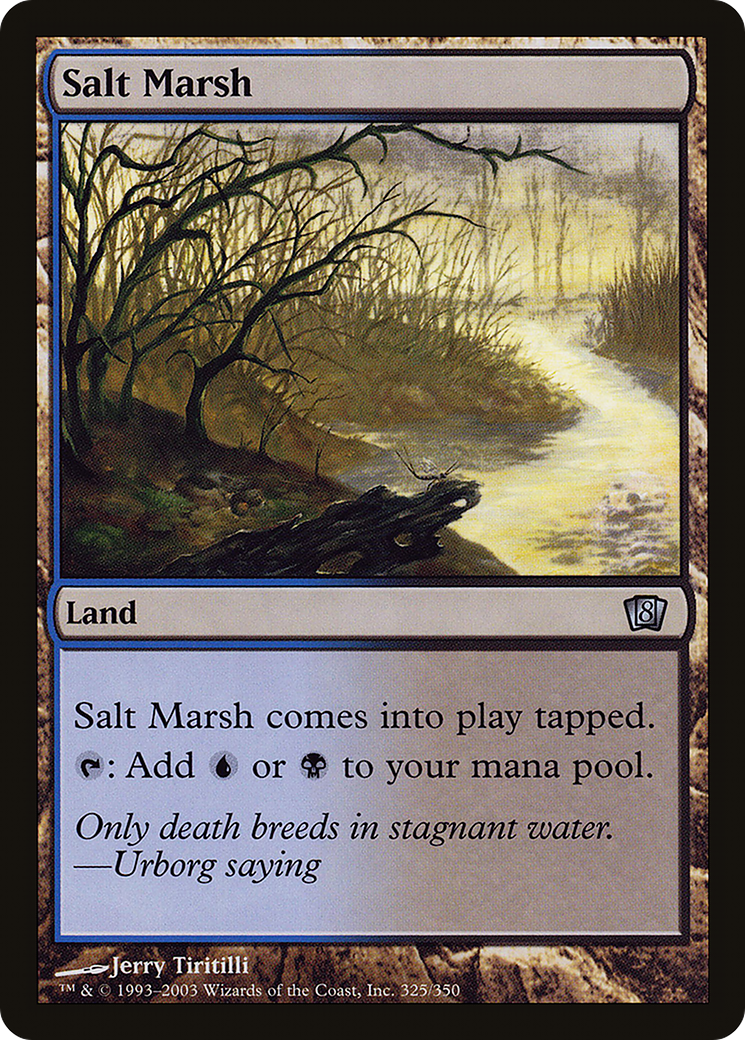 Salt Marsh
Land
8
Salt Marsh comes into play tapped.
: Add or to your mana pool.
Only death breeds in stagnant water.
—Urborg saying
Jerry Tiritilli
™ & © 1993–2003 Wizards of the Coast, Inc. 325/350